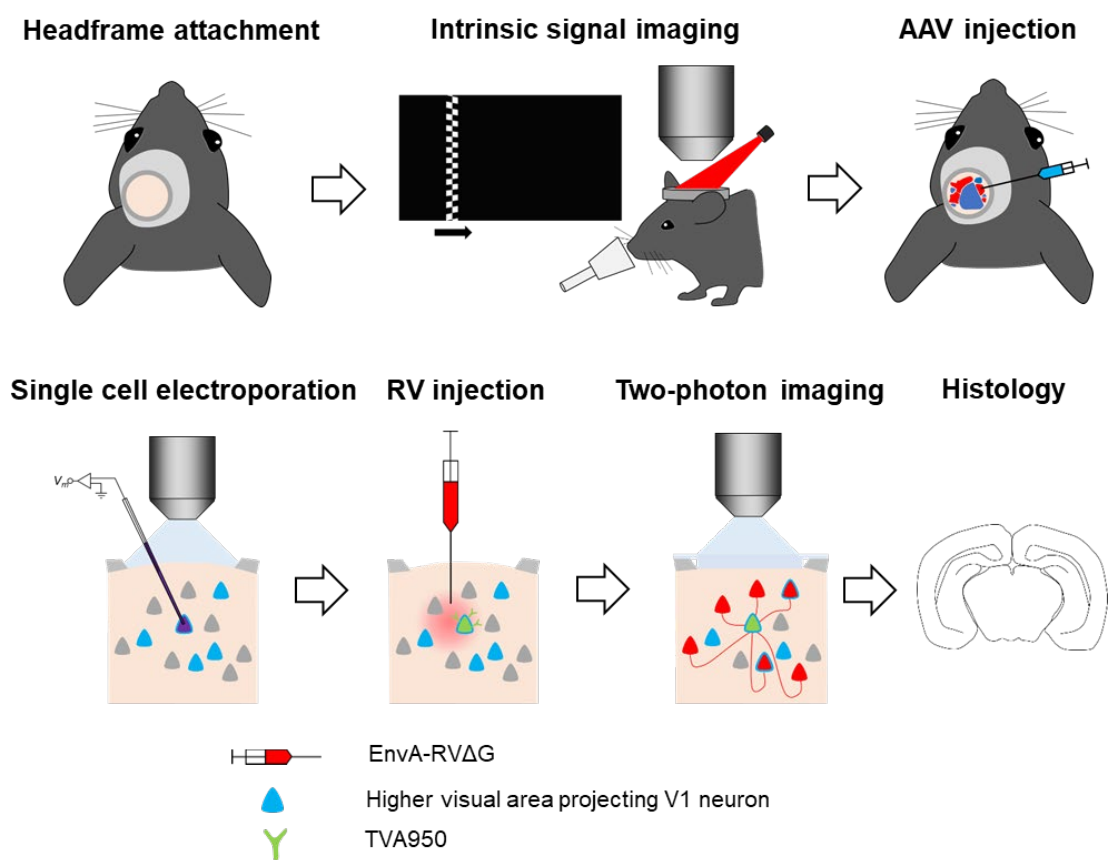 Headframe attachment
Intrinsic signal imaging
AAV injection
Single cell electroporation
RV injection
Two-photon imaging
Histology
Vm
EnvA-RVΔG
Higher visual area projecting V1 neuron
TVA950